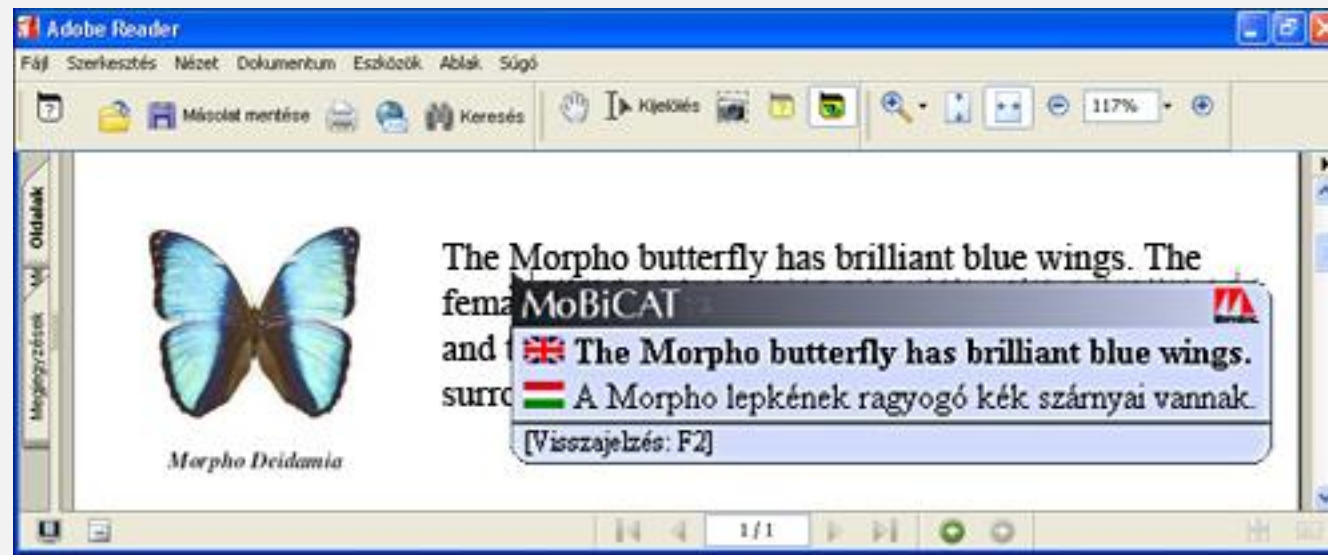 Adobe Reader
Fájl Szerkesztés Nézet Dokumentum Eszközök Ablak Súgó
Másolat mentése Keresés Kijelölés 117%
Oldalak
Megjegyzések
The Morpho butterfly has brilliant blue wings. The
fema
and t
surro
MoBiCAT
The Morpho butterfly has brilliant blue wings.
A Morpho lepkének ragyogó kék szárnyai vannak.
[Visszajelzés: F2]
Morpho Deidamia
1/1